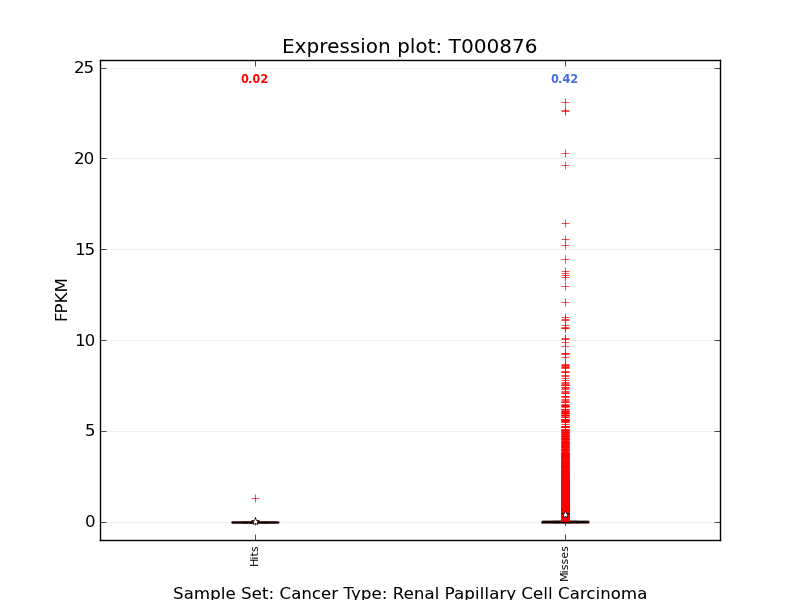 Expression plot: T000876
0.02
0.42
25
20
15
10
5
0
FPKM
Hits
Misses
Sample Set: Cancer Type: Renal Papillary Cell Carcinoma